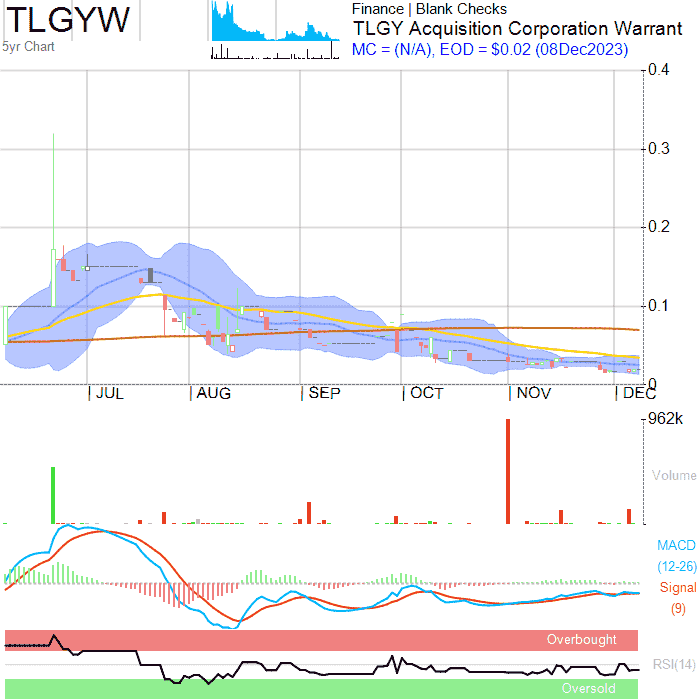 TLGYW
5yr Chart
Finance | Blank Checks
TLGY Acquisition Corporation Warrant
MC = (N/A), EOD = $0.02 (08Dec2023)
0.4
0.3
0.2
0.1
0
JUL
AUG
SEP
OCT
NOV
DEC
962k
Volume
MACD
(12-26)
Signal
(9)
Overbought
RSI(14)
Oversold